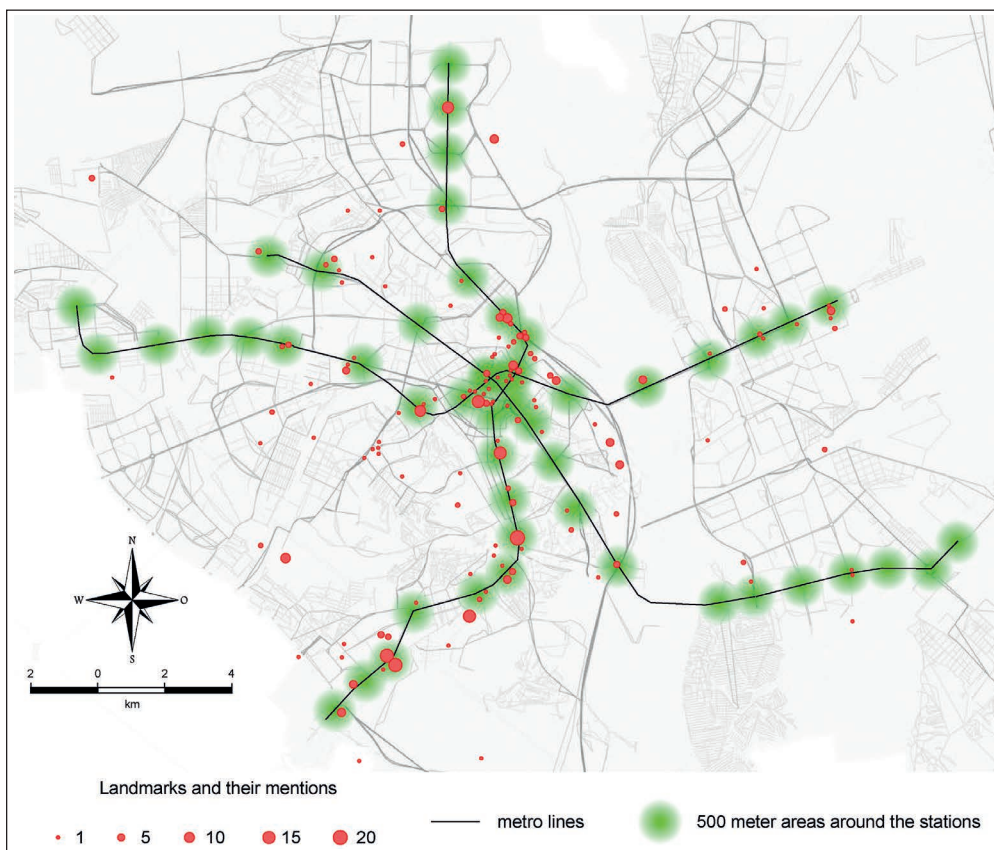 N
W
O
S
2 0 2 4
km
Landmarks and their mentions
1 5 10 15 20
metro lines
500 meter areas around the stations